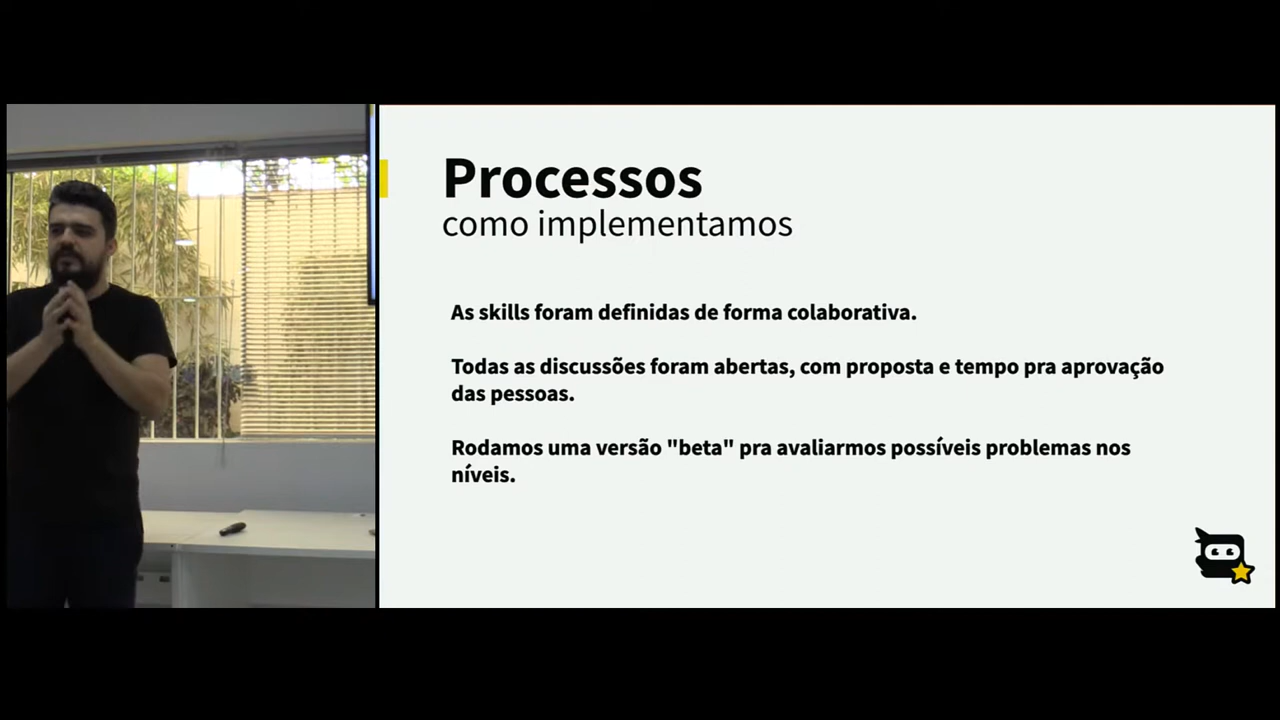 Processos
como implementamos
As skills foram definidas de forma colaborativa.
Todas as discussões foram abertas, com proposta e tempo pra aprovação
das pessoas.
Rodamos uma versão "beta" pra avaliarmos possíveis problemas nos
níveis.